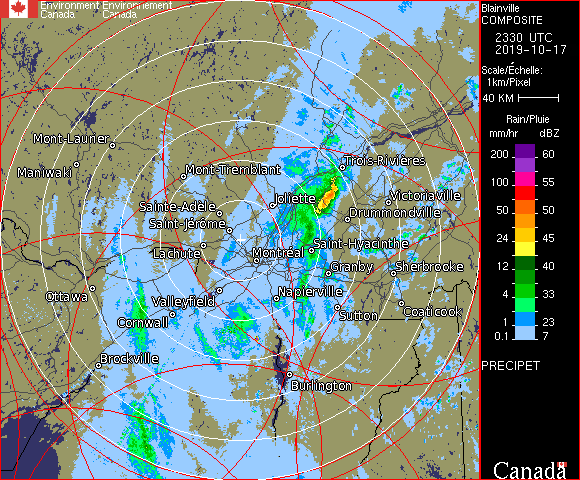 Environment Environnement
Canada Canada
Blainville
COMPOSITE
2330 UTC
2019-10-17
Scale/Échelle:
1km/Pixel
40 KM
Rain/Pluie
mm/hr dBZ
200 60
100 55
50 50
24 45
12 40
4 33
1 23
0.1 7
PRECIPET
Canada
Mont-Laurier
Maniwaki
Mont-Tremblant
Trois-Rivières
Joliette
Victoriaville
Sainte-Adele
Drummondville
Saint-Jérôme
Lachute
Montréal
Saint-Hyacinthe
Granby
Sherbrooke
Ottawa
Valleyfield
Napierville
Cornwall
Sutton
Coaticook
Brockville
Burlington